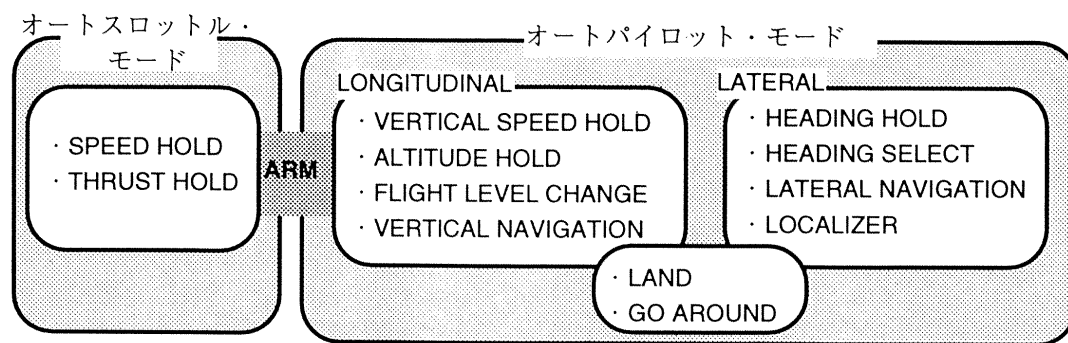 オートスロットル・
モード
・SPEED HOLD
・THRUST HOLD
ARM
オートパイロット・モード
LONGITUDINAL
・VERTICAL SPEED HOLD
・ALTITUDE HOLD
・FLIGHT LEVEL CHANGE
・VERTICAL NAVIGATION
LATERAL
・HEADING HOLD
・HEADING SELECT
・LATERAL NAVIGATION
・LOCALIZER
・LAND
・GO AROUND